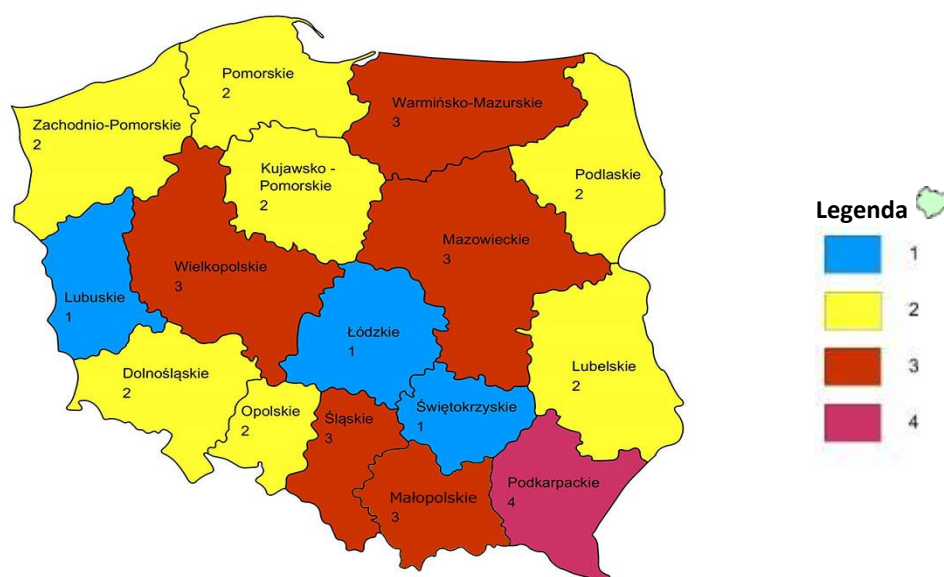 Pomorskie
2
Warmińsko-Mazurskie
3
Zachodnio-Pomorskie
2
Kujawsko -
Pomorskie
2
Podlaskie
2
Mazowieckie
3
Wielkopolskie
3
Lubuskie
1
Łódzkie
1
Dolnośląskie
2
Lubelskie
2
Opolskie
2
Śląskie
3
Świętokrzyskie
1
Małopolskie
3
Podkarpackie
4
Legenda
1
2
3
4